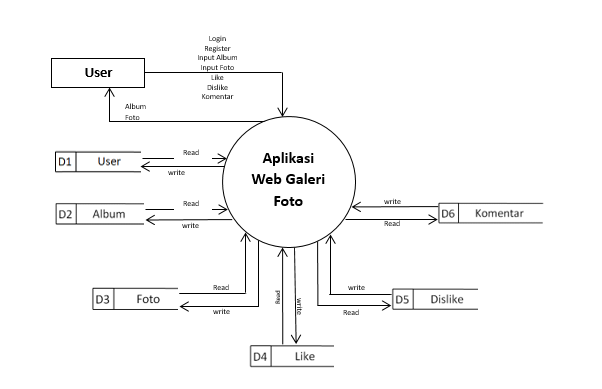 Login
Register
Input Album
Input Foto
Like
Dislike
Komentar
User
Album
Foto
Aplikasi
Web Galeri
Foto
D1 User
Read
write
D2 Album
Read
write
D3 Foto
Read
write
D4 Like
Read
write
D5 Dislike
write
Read
D6 Komentar
write
Read